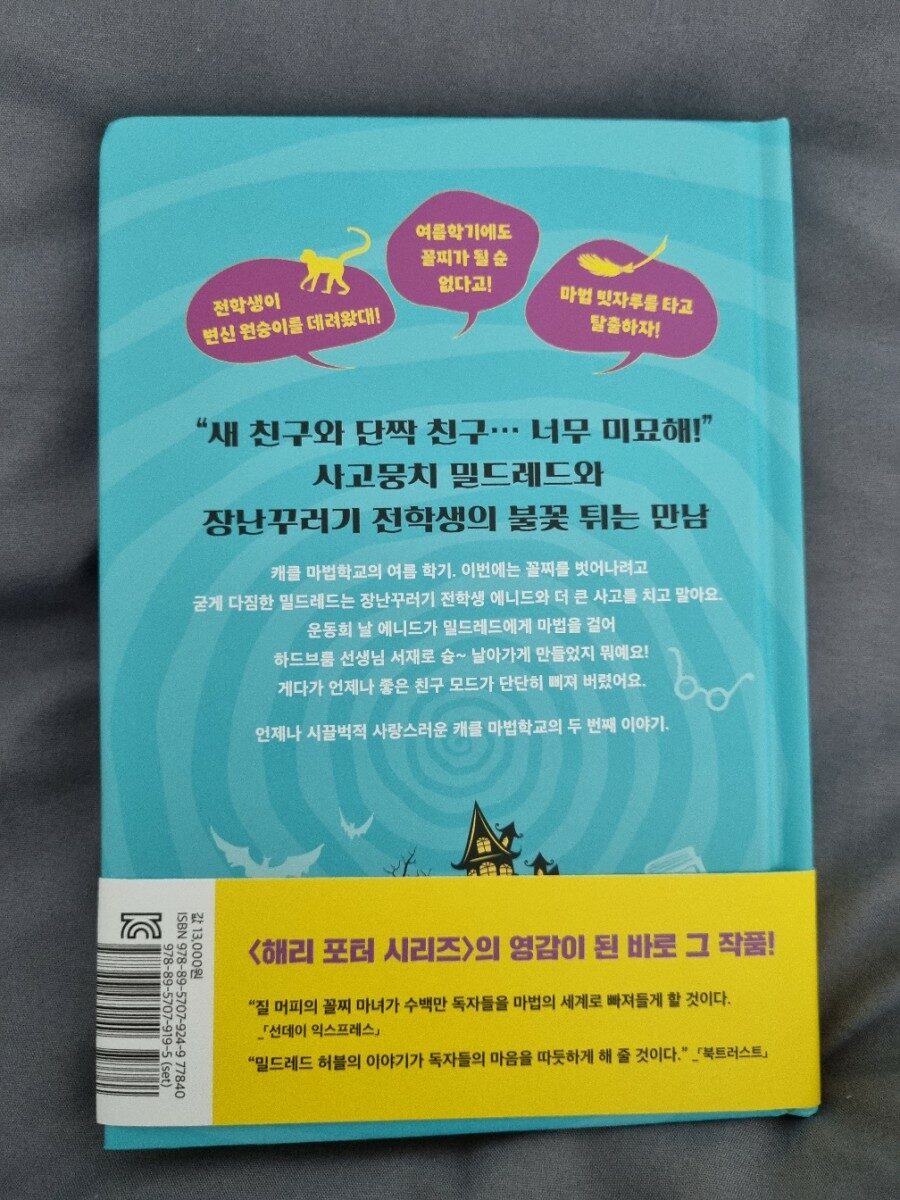 여름학기에도
꼴찌가 될 순
없다고!
전학생이
변신 원숭이를 데려왔대!
마법 빗자루를 타고
탈출하자!
“새 친구와 단짝 친구… 너무 미묘해!”
사고뭉치 밀드레드와
장난꾸러기 전학생의 불꽃 튀는 만남
캐클 마법학교의 여름 학기. 이번에는 꼴찌를 벗어나려고
굳게 다짐한 밀드레드는 장난꾸러기 전학생 에니드와 더 큰 사고를 치고 말아요.
운동회 날 에니드가 밀드레드에게 마법을 걸어
하드브룸 선생님 서재로 슝~ 날아가게 만들었지 뭐예요!
게다가 언제나 좋은 친구 모드가 단단히 삐져 버렸어요.
언제나 시끌벅적 사랑스러운 캐클 마법학교의 두 번째 이야기.
<해리 포터 시리즈>의 영감이 된 바로 그 작품!
“질 머피의 꼴찌 마녀가 수백만 독자들을 마법의 세계로 빠져들게 할 것이다.
_「선데이 익스프레스」
“밀드레드 허블의 이야기가 독자들의 마음을 따듯하게 해 줄 것이다.” _「북트러스트」
값 13,000원
ISBN 978-89-5707-924-9 77840
978-89-5707-919-5 (set)